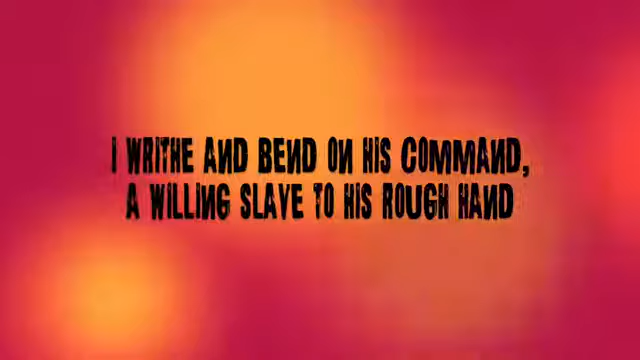 I WRITHE AND BEND ON HIS COMMAND,
A WILLING SLAVE TO HIS ROUGH HAND